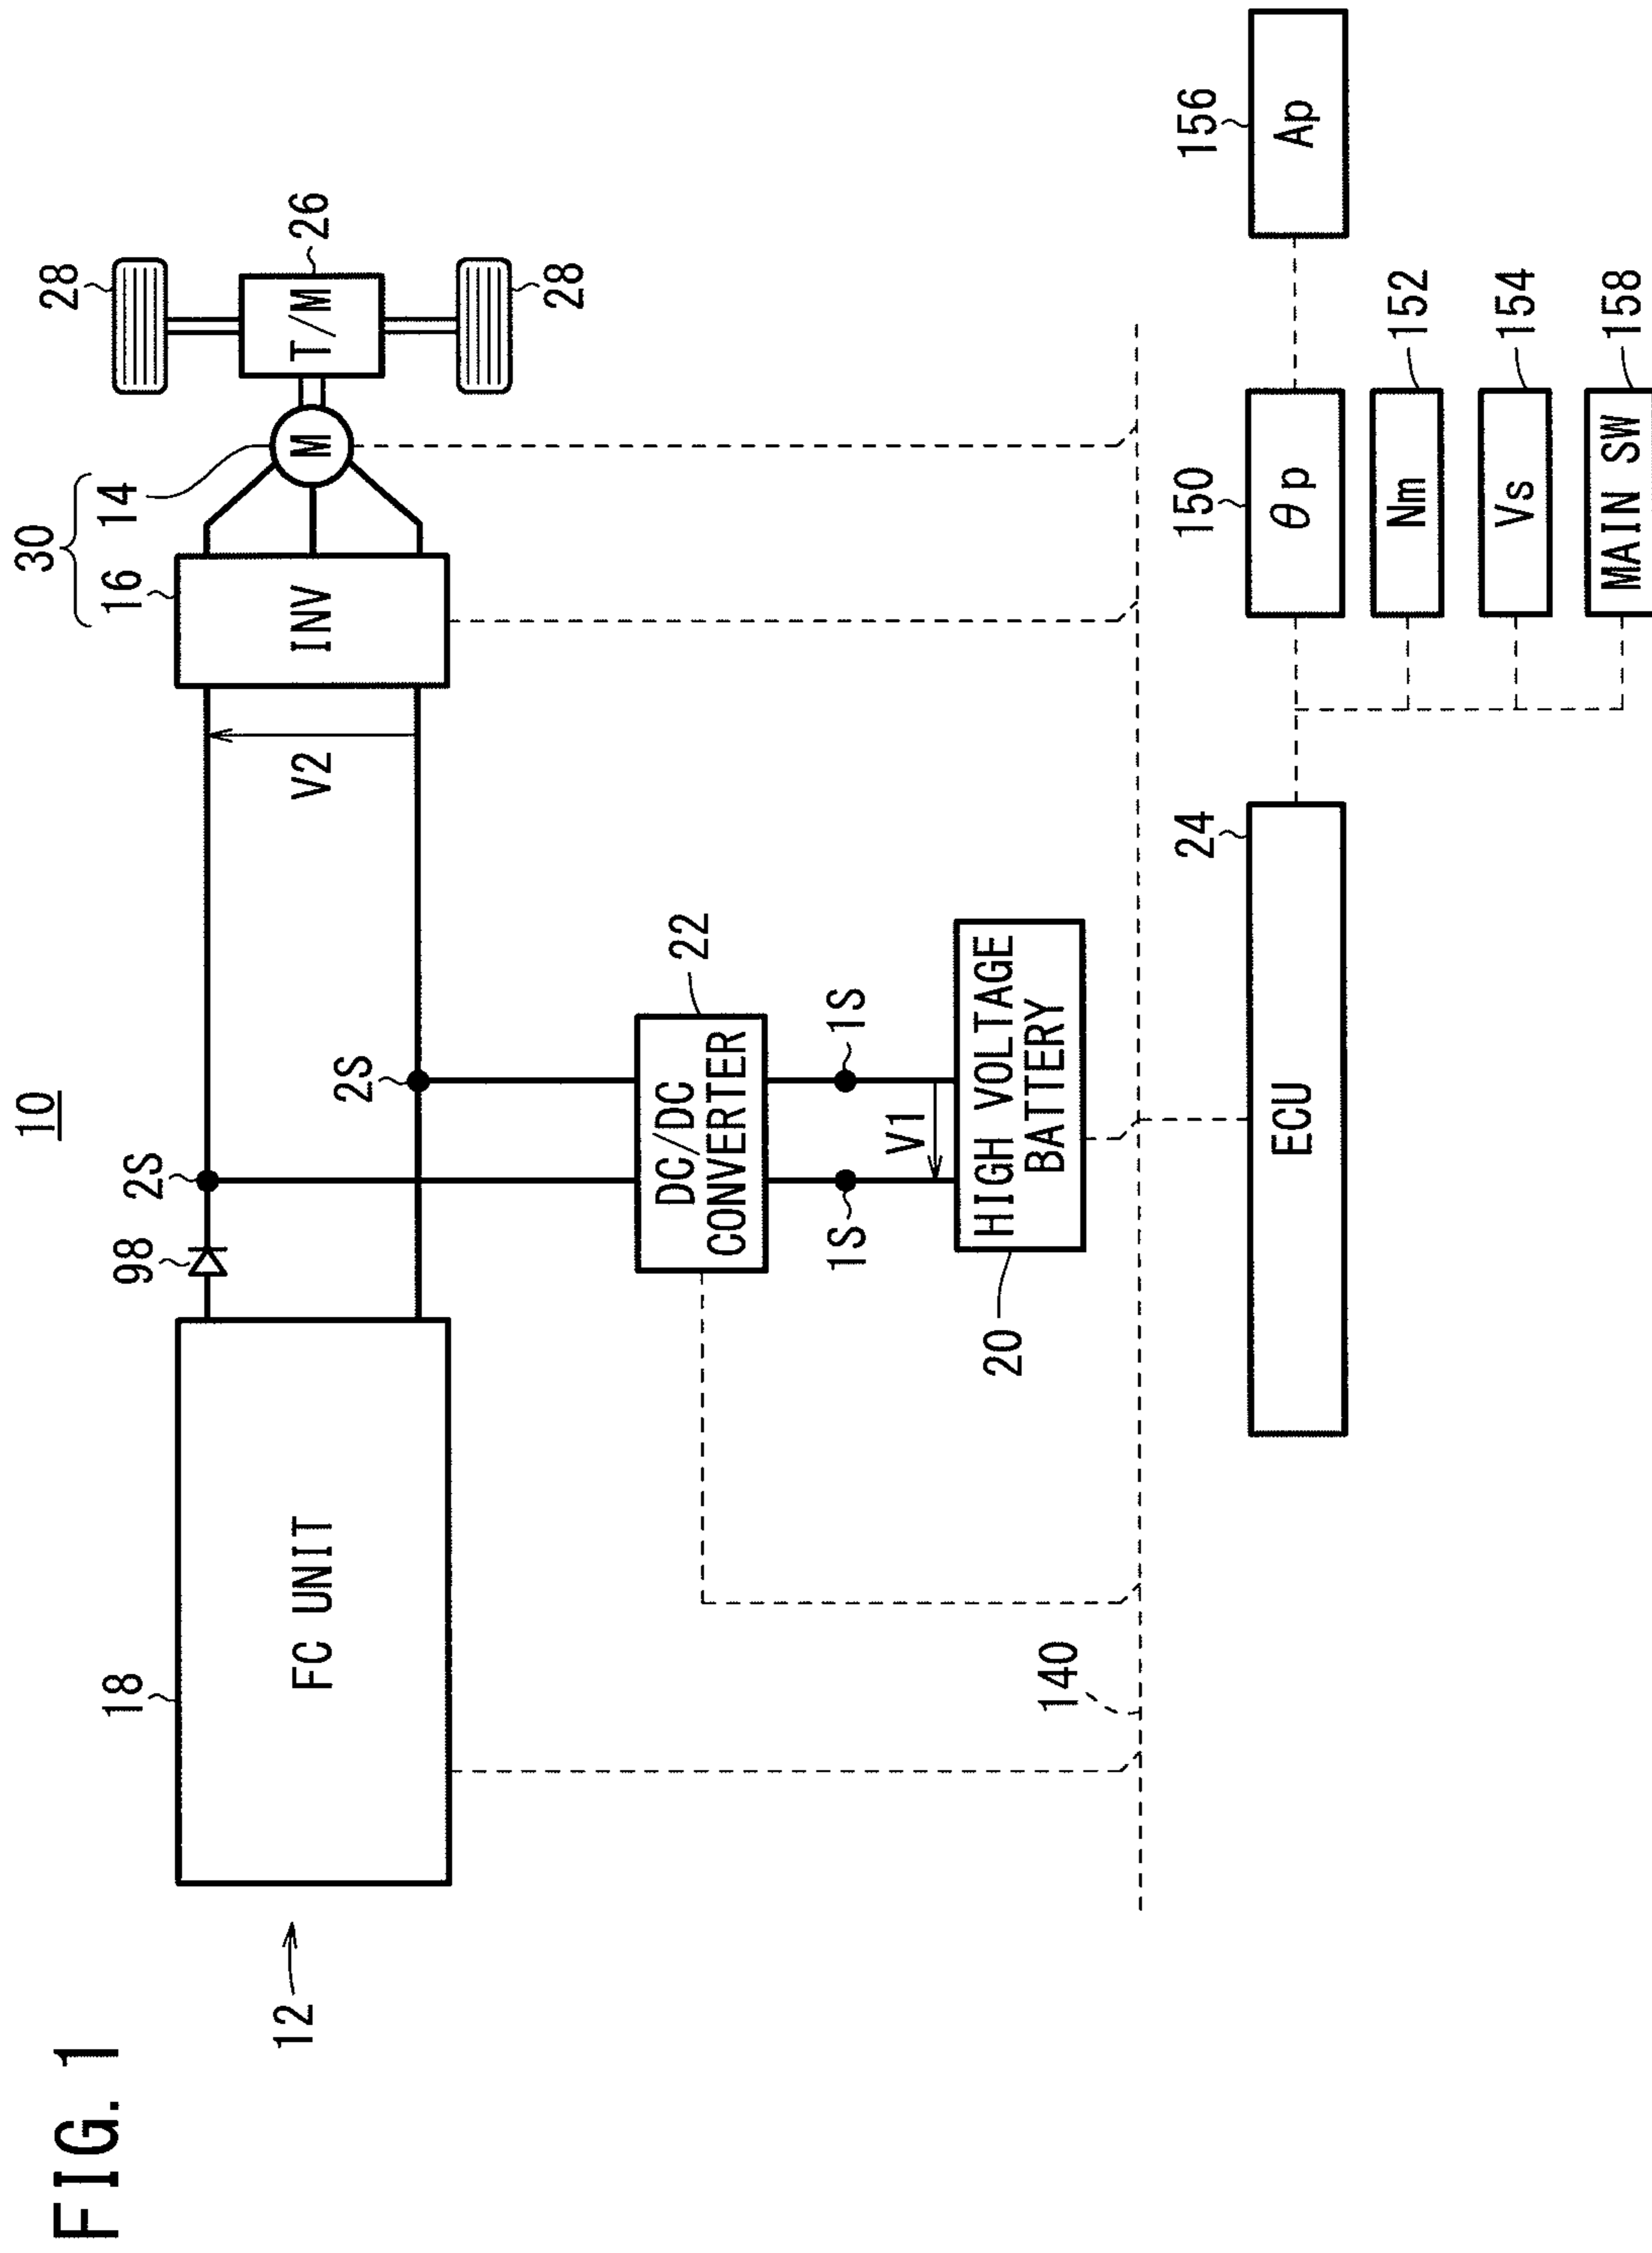 FIG. 1
10
12
18
FC UNIT
98
2S
2S
V2
30
16
14
INV
M
28
T/M
26
28
22
DC/DC
CONVERTER
1S
1S
V1
20
HIGH VOLTAGE
BATTERY
140
24
ECU
150
θp
156
Ap
Nm
152
Vs
154
MAIN SW
158